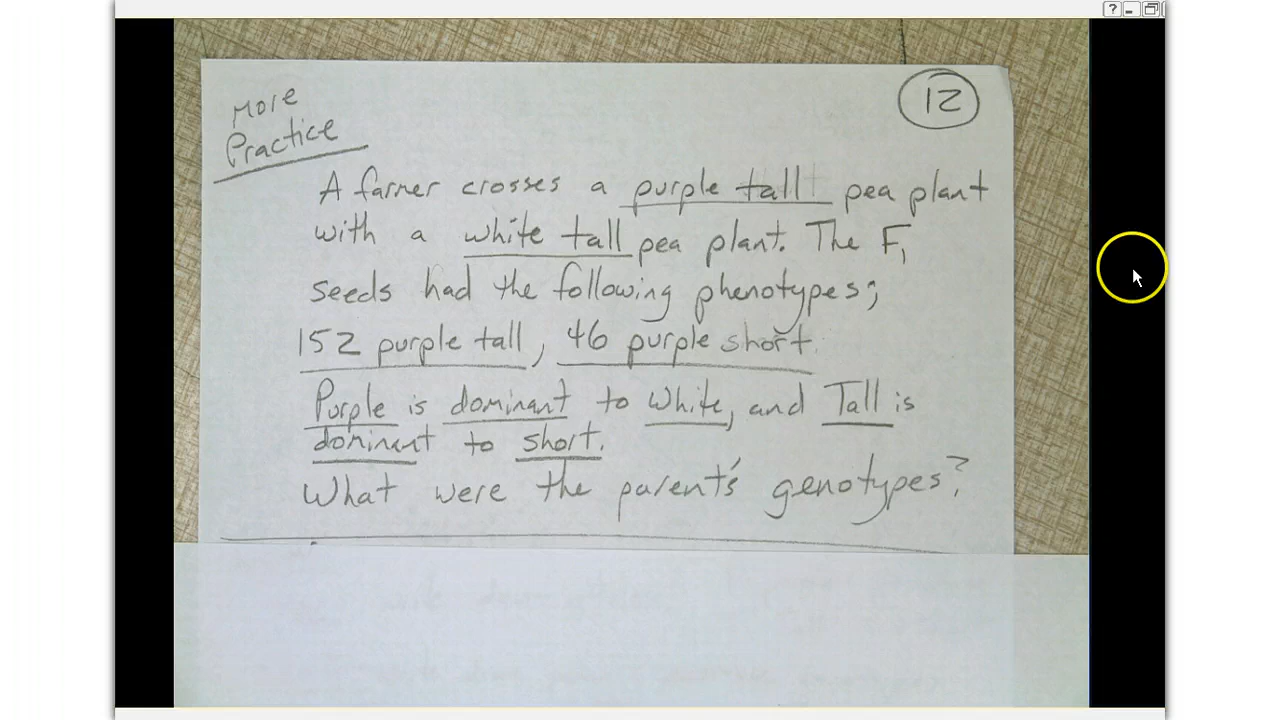 More
Practice
12
A farmer crosses a purple tall pea plant
with a white tall pea plant. The F1
seeds had the following phenotypes;
152 purple tall, 46 purple short.
Purple is dominant to white, and Tall is
dominant to short.
What were the parent's genotypes?